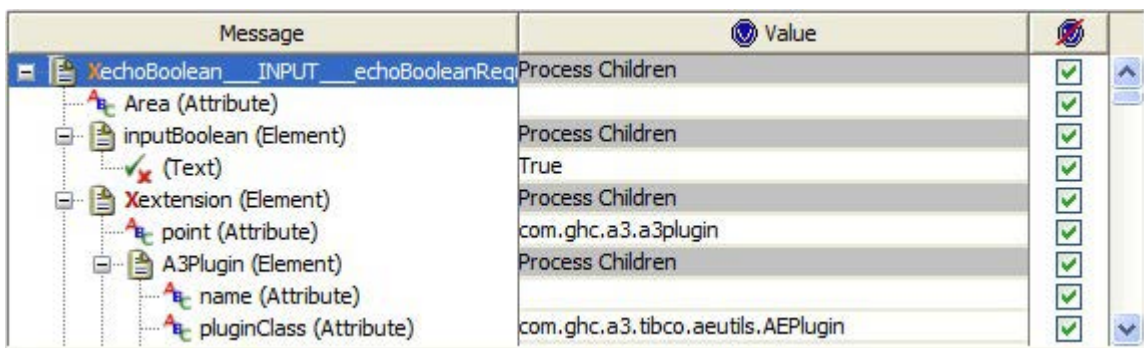 Message Value
XechoBoolean___INPUT___echoBooleanReq Process Children
Area (Attribute)
inputBoolean (Element) Process Children
(Text) True
Xextension (Element) Process Children
point (Attribute) com.ghc.a3.a3plugin
A3Plugin (Element) Process Children
name (Attribute)
pluginClass (Attribute) com.ghc.a3.tibco.aeutils.AEPlugin